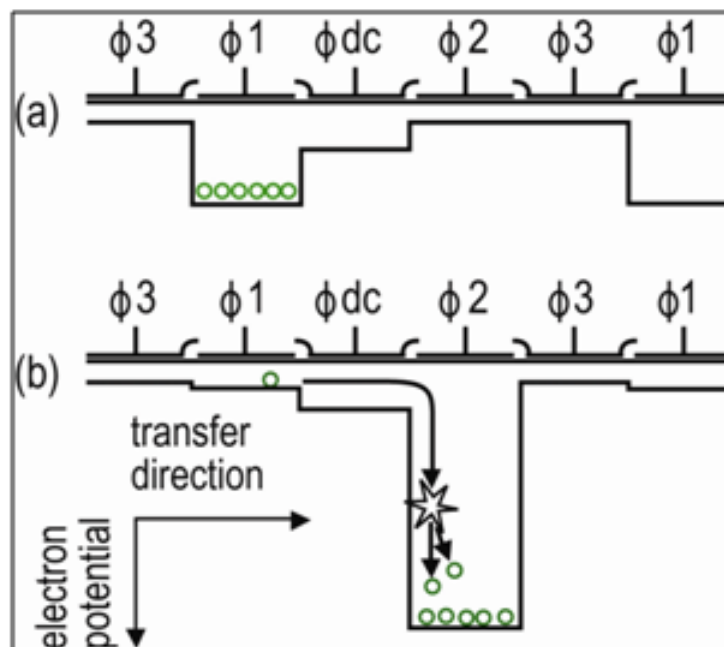 ϕ3 ϕ1 ϕdc ϕ2 ϕ3 ϕ1
(a)
ϕ3 ϕ1 ϕdc ϕ2 ϕ3 ϕ1
(b)
transfer
direction
electron
potential